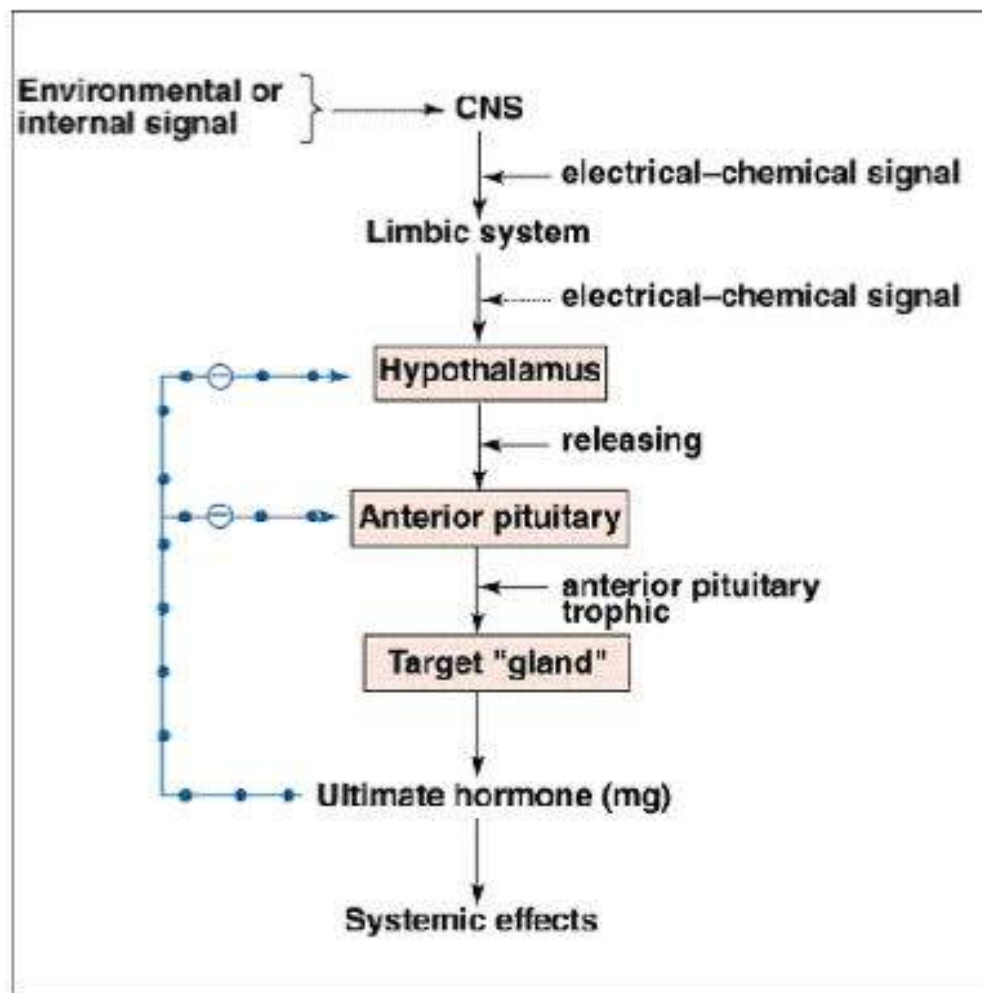 Environmental or
internal signal
CNS
electrical–chemical signal
Limbic system
electrical–chemical signal
Hypothalamus
releasing
Anterior pituitary
anterior pituitary
trophic
Target "gland"
Ultimate hormone (mg)
Systemic effects